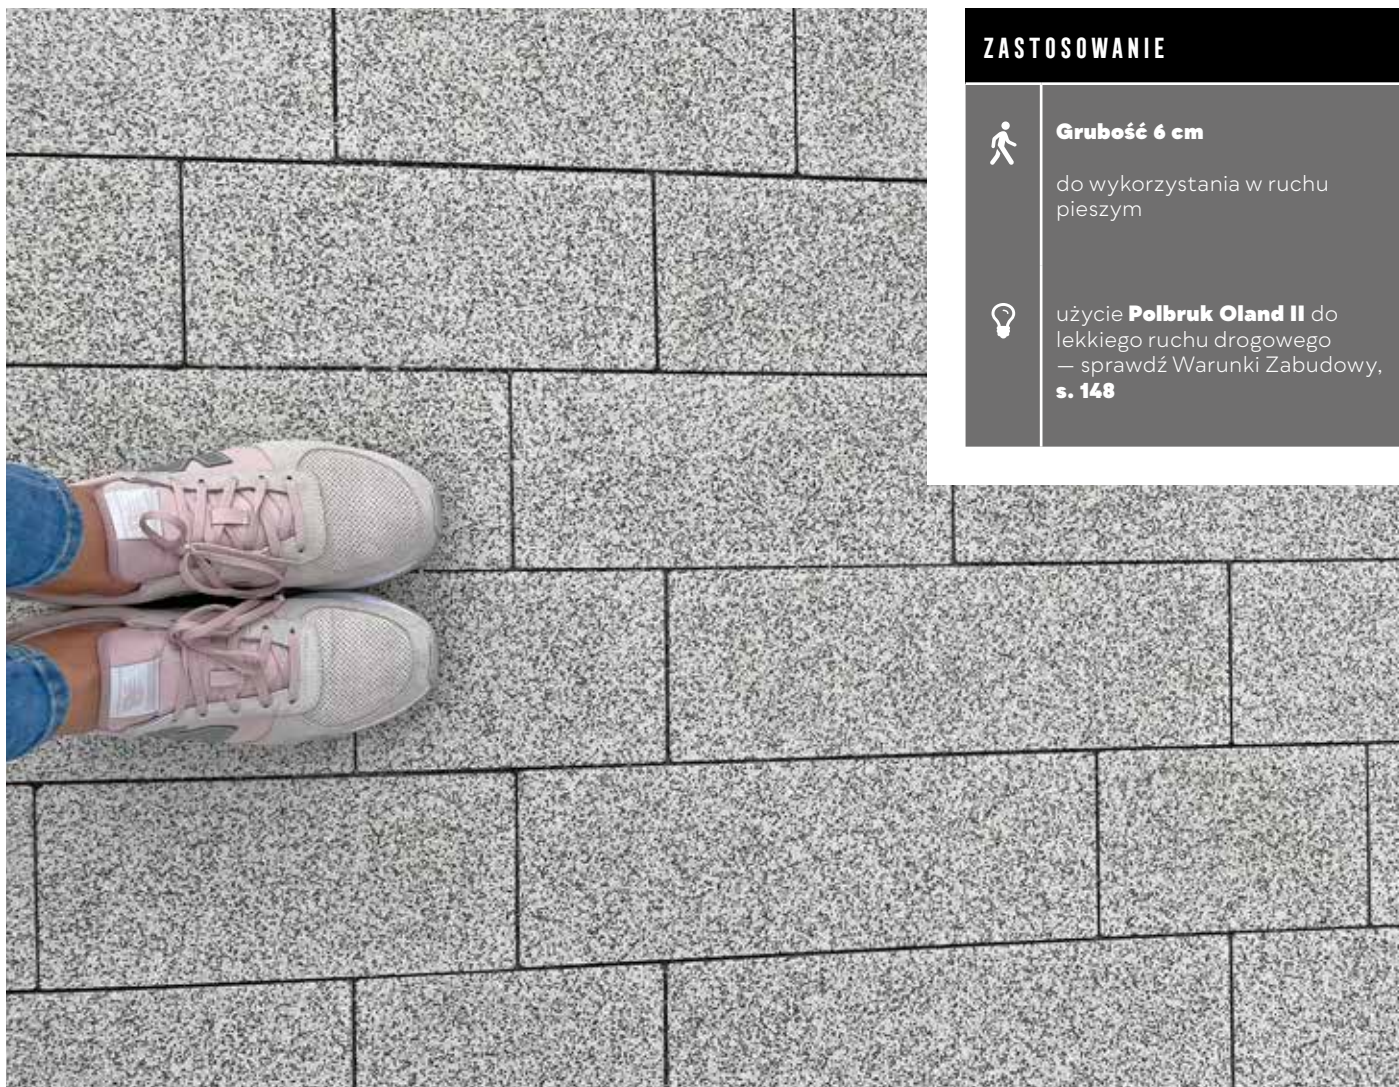 ZASTOSOWANIE
Grubość 6 cm
do wykorzystania w ruchu
pieszym
użycie Polbruk Oland II do
lekkiego ruchu drogowego
— sprawdź Warunki Zabudowy,
s. 148